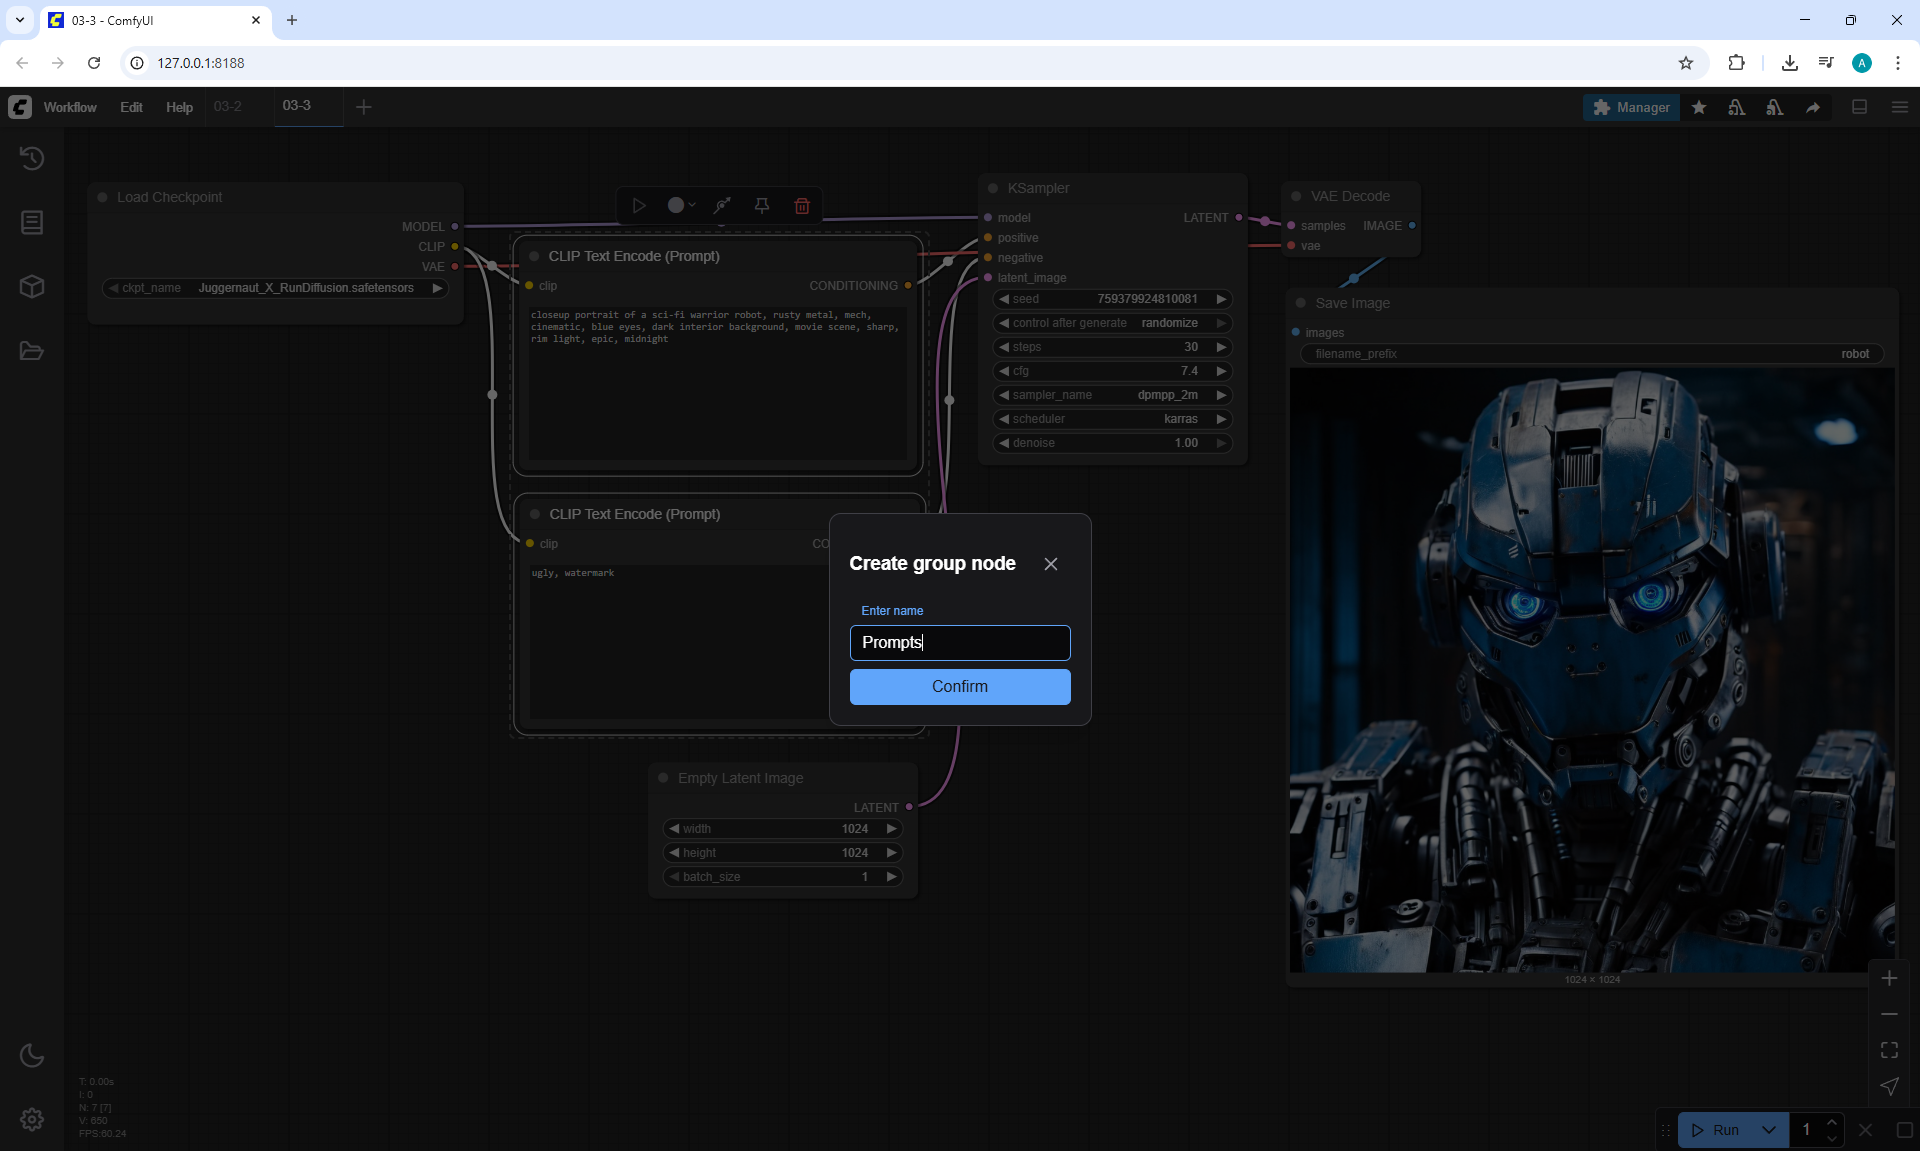 03-3 - ComfyUI
127.0.0.1:8188
A
Workflow
Edit
Help
03-2
03-3
Manager
Load Checkpoint
MODEL
CLIP
VAE
ckpt_name
Juggernaut_X_RunDiffusion.safetensors
CLIP Text Encode (Prompt)
clip
CONDITIONING
closeup portrait of a sci-fi warrior robot, rusty metal, mech,
cinematic, blue eyes, dark interior background, movie scene, sharp,
rim light, epic, midnight
CLIP Text Encode (Prompt)
clip
CO
ugly, watermark
Empty Latent Image
LATENT
width 1024
height 1024
batch_size 1
KSampler
model LATENT
positive
negative
latent_image
seed 759379924810081
control after generate randomize
steps 30
cfg 7.4
sampler_name dpmpp_2m
scheduler karras
denoise 1.00
VAE Decode
samples IMAGE
vae
Save Image
images
filename_prefix robot
1024 × 1024
Create group node
Enter name
Prompts
Confirm
T: 0.00s
I: 0
N: 7 [7]
V: 650
FPS:60.24
Run
1